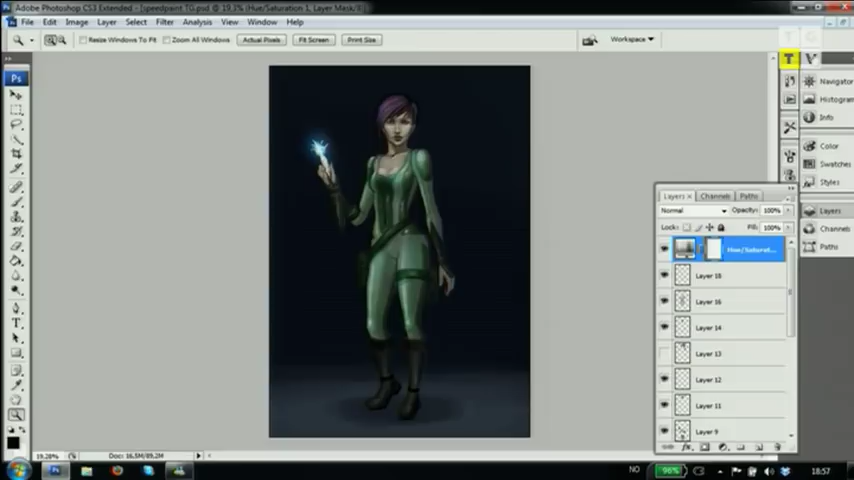 Adobe Photoshop CS3 Extended - [speedpaint TG.psd @ 19,3% (Hue/Saturation 1, Layer Mask/8
File Edit Image Layer Select Filter Analysis View Window Help
Resize Windows To Fit Zoom All Windows Actual Pixels Fit Screen Print Size Workspace
Ps
T
Navigator
Histogram
Info
Color
Swatches
Styles
Layers
Channels
Paths
Layers x Channels Paths
Normal Opacity: 100%
Lock: Fill: 100%
Hue/Saturat...
Layer 16
Layer 14
Layer 13
Layer 12
Layer 11
Layer 9
19,28% Doc: 16,5M/89,2M
NO 96% 18:57